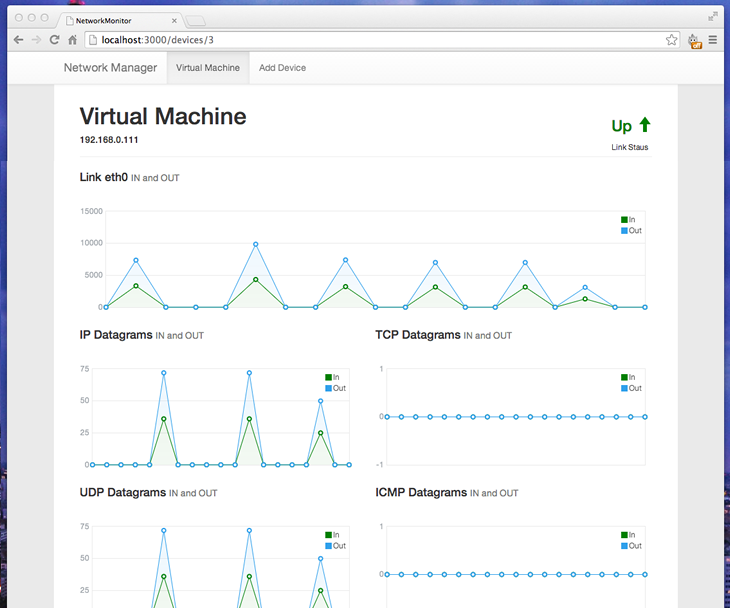 NetworkMonitor
localhost:3000/devices/3
off
Network Manager Virtual Machine Add Device
Virtual Machine
192.168.0.111
Up
Link Staus
Link eth0 IN and OUT
15000
10000
5000
0
In
Out
IP Datagrams IN and OUT
75
50
25
0
In
Out
TCP Datagrams IN and OUT
1
0
-1
In
Out
UDP Datagrams IN and OUT
75
50
25
In
Out
ICMP Datagrams IN and OUT
1
0
In
Out